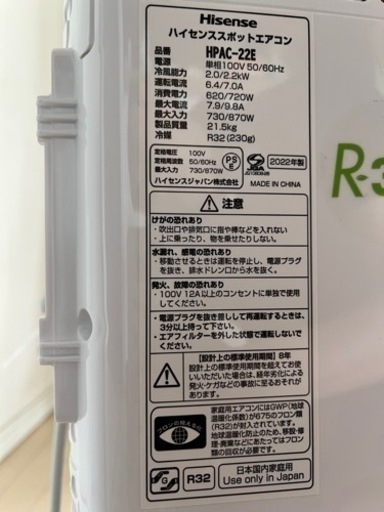 Hisense
ハイセンススポットエアコン
品番 HPAC-22E
電源 単相100V 50/60Hz
冷風能力 2.0/2.2kW
運転電流 6.4/7.0A
消費電力 620/720W
最大電流 7.9/9.8A
最大入力 730/870W
製品質量 21.5kg
冷媒 R32 (230g)
定格電圧 100V
定格周波数 50/60Hz
最大入力 730/870W
PS
E
2022年製
ハイセンスジャパン株式会社 MADE IN CHINA
R-3
注意
けがの恐れあり
・吹出口や排気口に指や棒などを入れない
・上に乗ったり、物を乗せたりしない。
水漏れ、感電の恐れあり
・移動させるときは運転を停止し、電源プラグ
を抜き、排水ドレン口から水を抜く。
発火、故障の恐れあり
・100V 12A以上のコンセントに単独で使用
してください。
・電源プラグを抜き差しして再運転するときは、
3分以上待って下さい。
・エアフィルターを外した状態で運転しないで
ください。
【設計上の標準使用期間】8年
設計上の標準使用期間を超えてお使
いいただいた場合は、経年劣化による
発火・ケガなどの事故に至るおそれが
あります。
フロンの見える化
家庭用エアコンにはGWP(地球
温暖化係数)が675のフロン類
(R32)が封入されています。
地球温暖化防止のため、移設・修
理・廃棄などにあたってはフロン
類の回収が必要です。
R32
日本国内家庭用
Use only in Japan